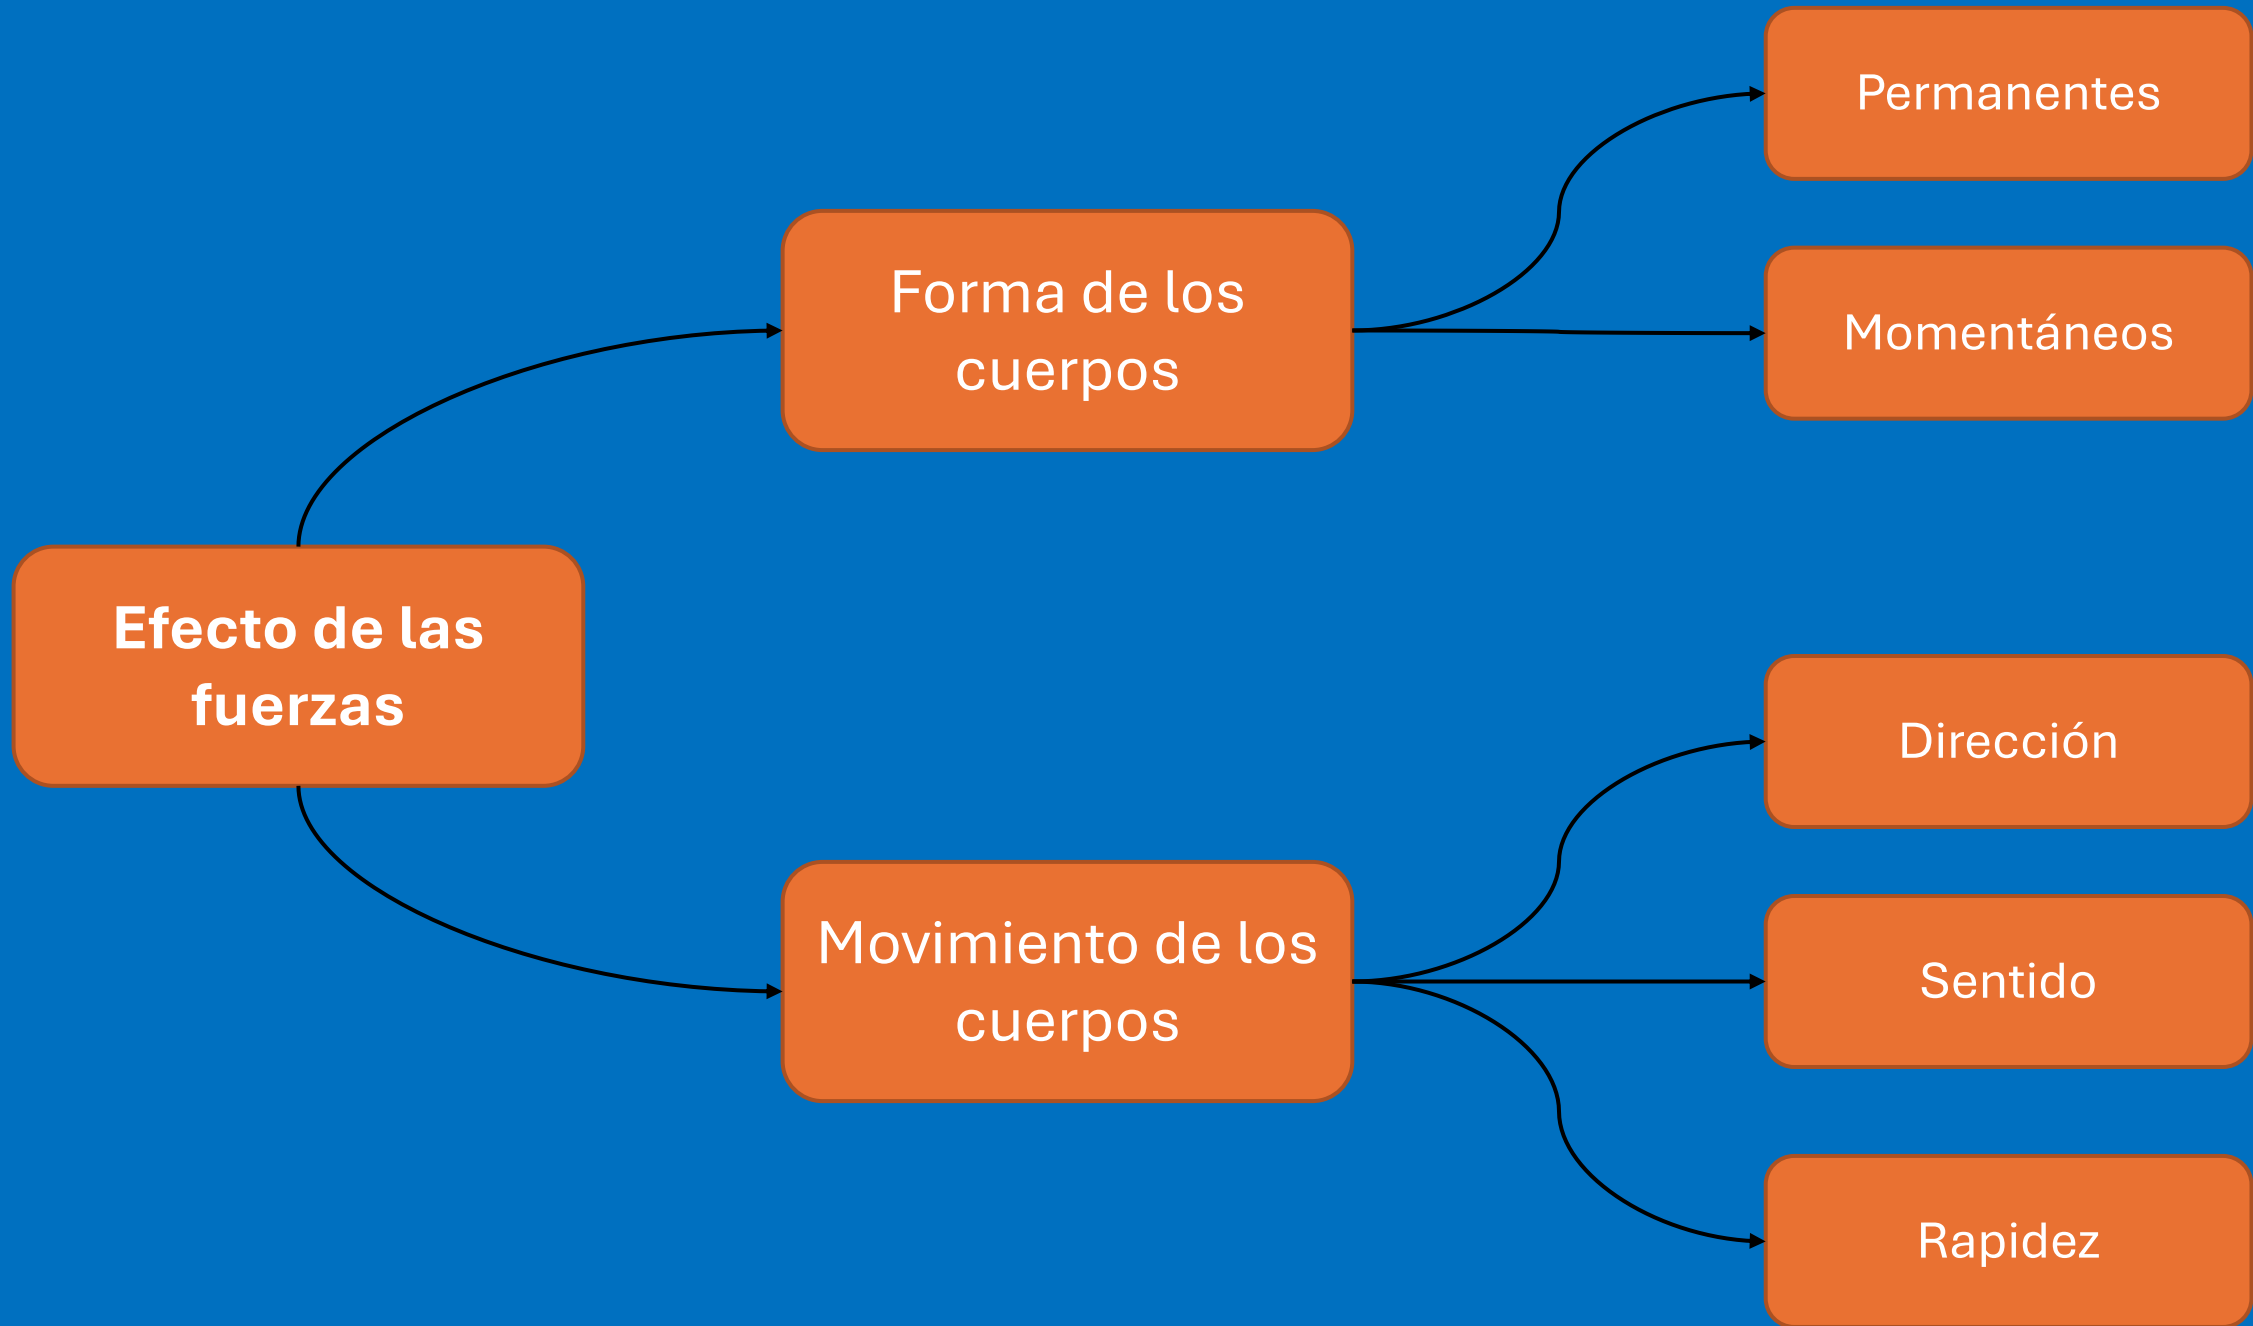 Permanentes
Forma de los
cuerpos
Momentáneos
Efecto de las
fuerzas
Dirección
Movimiento de los
cuerpos
Sentido
Rapidez